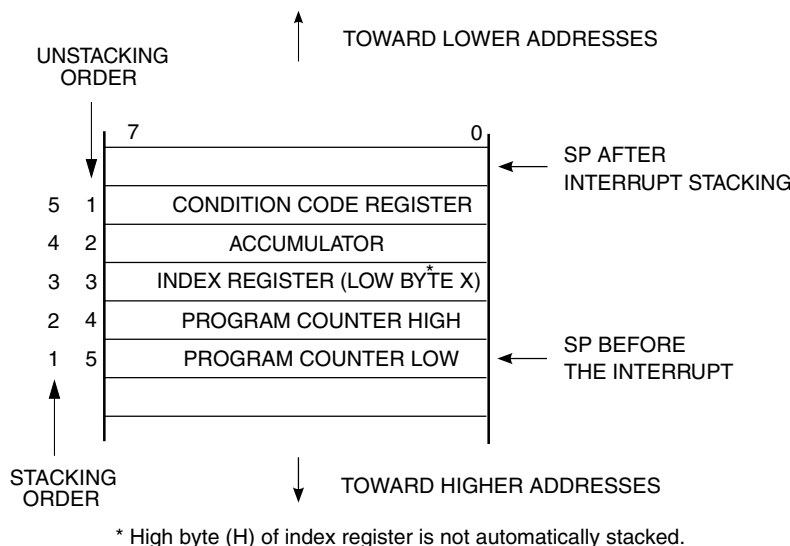 TOWARD LOWER ADDRESSES
UNSTACKING
ORDER
7 0
SP AFTER
INTERRUPT STACKING
5 1 CONDITION CODE REGISTER
4 2 ACCUMULATOR
3 3 INDEX REGISTER (LOW BYTE X)*
2 4 PROGRAM COUNTER HIGH
1 5 PROGRAM COUNTER LOW
SP BEFORE
THE INTERRUPT
STACKING
ORDER
TOWARD HIGHER ADDRESSES
* High byte (H) of index register is not automatically stacked.